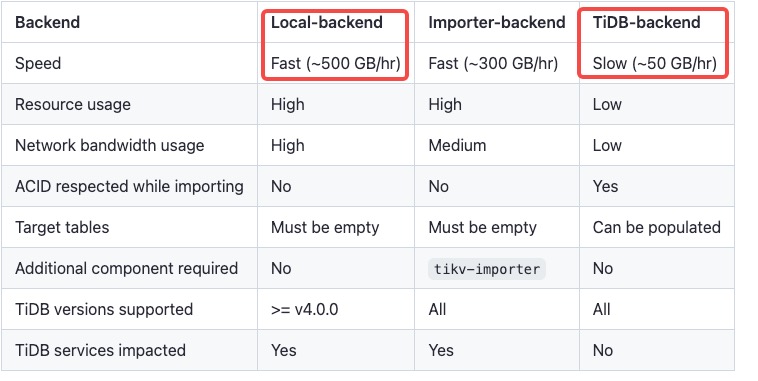 Backend Local-backend Importer-backend TiDB-backend
Speed Fast (~500 GB/hr) Fast (~300 GB/hr) Slow (~50 GB/hr)
Resource usage High High Low
Network bandwidth usage High Medium Low
ACID respected while importing No No Yes
Target tables Must be empty Must be empty Can be populated
Additional component required No tikv-importer No
TiDB versions supported >= v4.0.0 All All
TiDB services impacted Yes Yes No